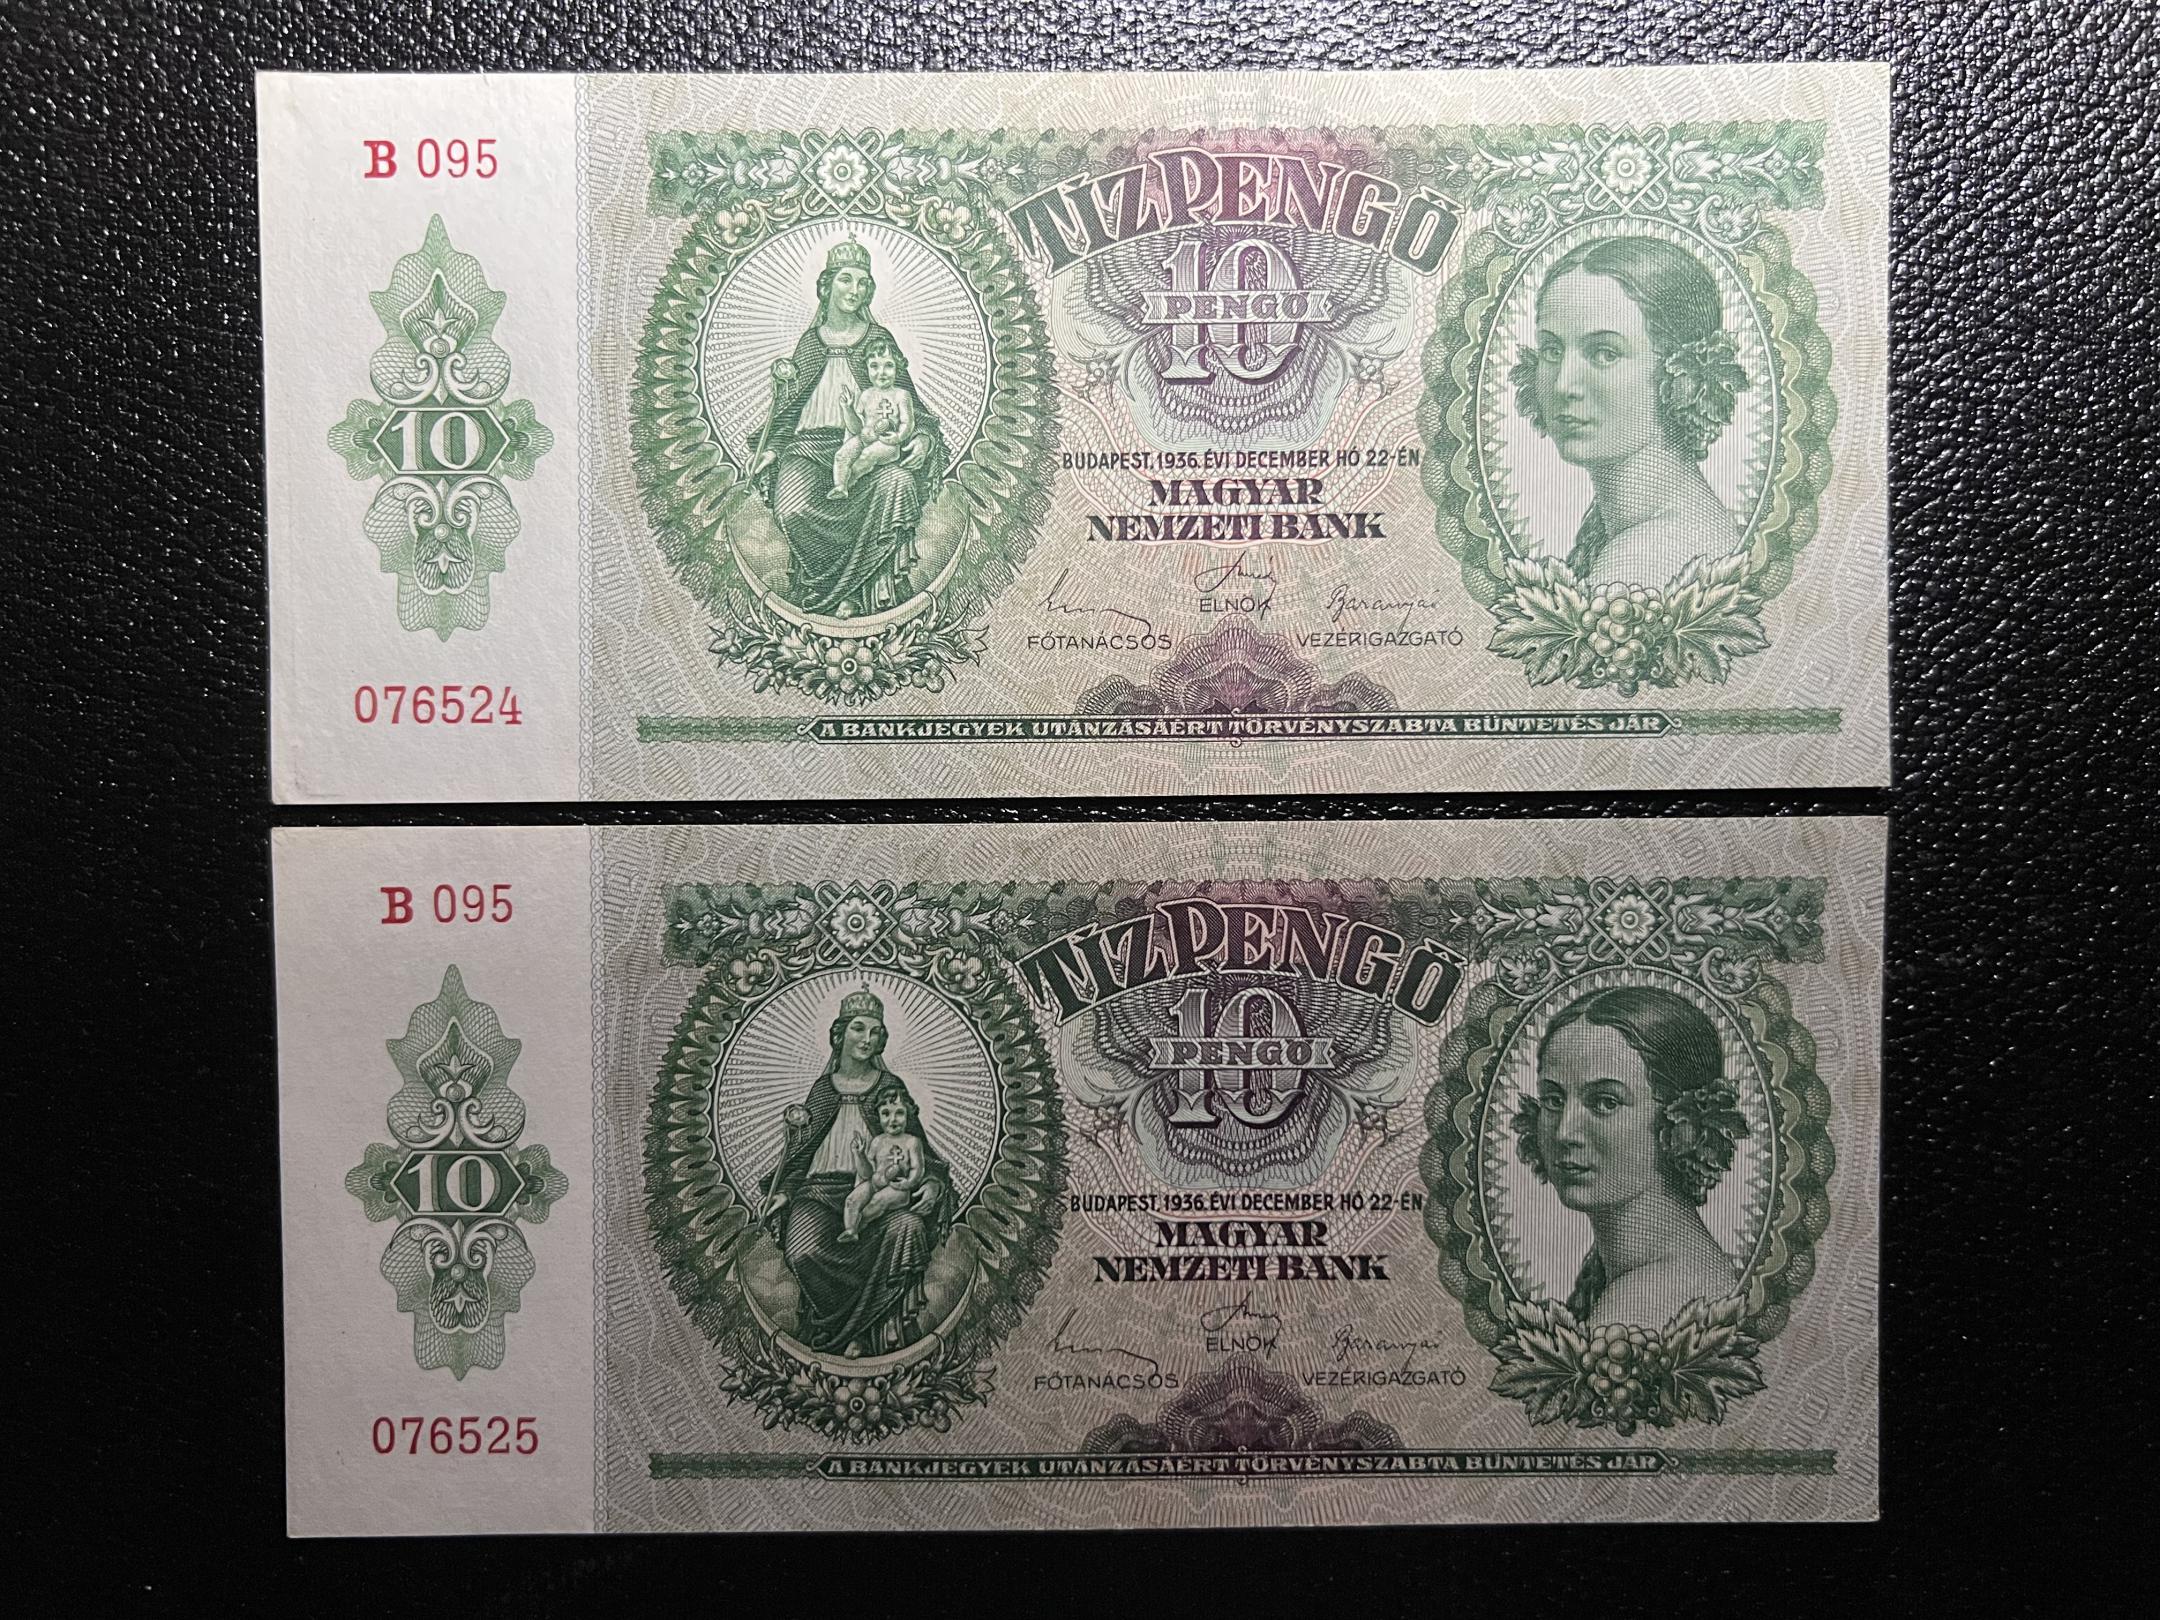 B 095
TÍZ PENGŐ
10
PENGŐ
10
BUDAPEST, 1936. ÉVI DECEMBER HÓ 22-ÉN
MAGYAR
NEMZETI BANK
ELNÖK
FŐTANÁCSOS
VEZÉRIGAZGATÓ
076524
A BANKJEGYEK UTÁNZÁSÁÉRT TÖRVÉNYSZABTA BÜNTETÉS JÁR
B 095
TÍZ PENGŐ
10
PENGŐ
10
BUDAPEST, 1936. ÉVI DECEMBER HÓ 22-ÉN
MAGYAR
NEMZETI BANK
ELNÖK
FŐTANÁCSOS
VEZÉRIGAZGATÓ
076525
A BANKJEGYEK UTÁNZÁSÁÉRT TÖRVÉNYSZABTA BÜNTETÉS JÁR